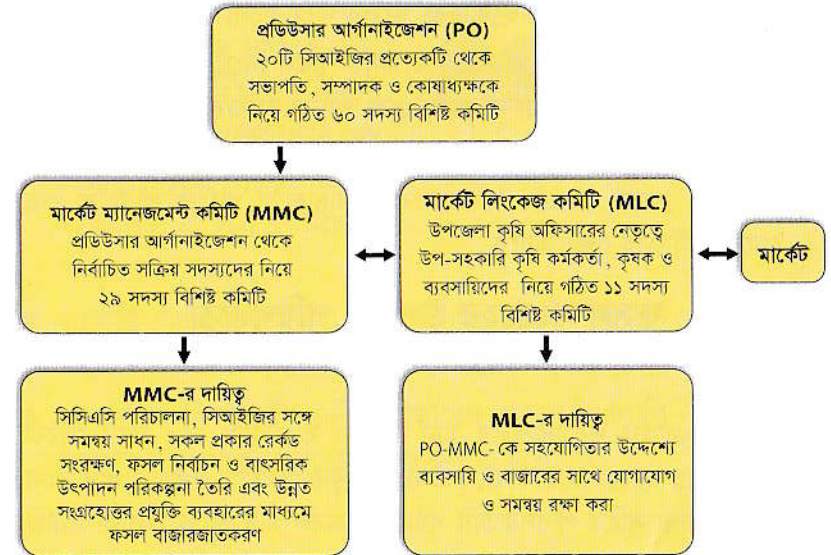 প্রডিউসার আর্গানাইজেশন (PO)
২০টি সিআইজির প্রত্যেকটি থেকে
সভাপতি, সম্পাদক ও কোষাধ্যক্ষকে
নিয়ে গঠিত ৬০ সদস্য বিশিষ্ট কমিটি
মার্কেট ম্যানেজমেন্ট কমিটি (MMC)
প্রডিউসার আর্গানাইজেশন থেকে
নির্বাচিত সক্রিয় সদস্যদের নিয়ে
২৯ সদস্য বিশিষ্ট কমিটি
মার্কেট লিংকেজ কমিটি (MLC)
উপজেলা কৃষি অফিসারের নেতৃত্বে
উপ-সহকারি কৃষি কর্মকর্তা, কৃষক ও
ব্যবসায়িদের নিয়ে গঠিত ১১ সদস্য
বিশিষ্ট কমিটি
মার্কেট
MMC-র দায়িত্ব
সিসিএসি পরিচালনা, সিআইজির সঙ্গে
সমন্বয় সাধন, সকল প্রকার রের্কড
সংরক্ষণ, ফসল নির্বাচন ও বাৎসরিক
উৎপাদন পরিকল্পনা তৈরি এবং উন্নত
সংগ্রহোত্তর প্রযুক্তি ব্যবহারের মাধ্যমে
ফসল বাজারজাতকরণ
MLC-র দায়িত্ব
PO-MMC-কে সহযোগিতার উদ্দেশ্যে
ব্যবসায়ি ও বাজারের সাথে যোগাযোগ
ও সমন্বয় রক্ষা করা